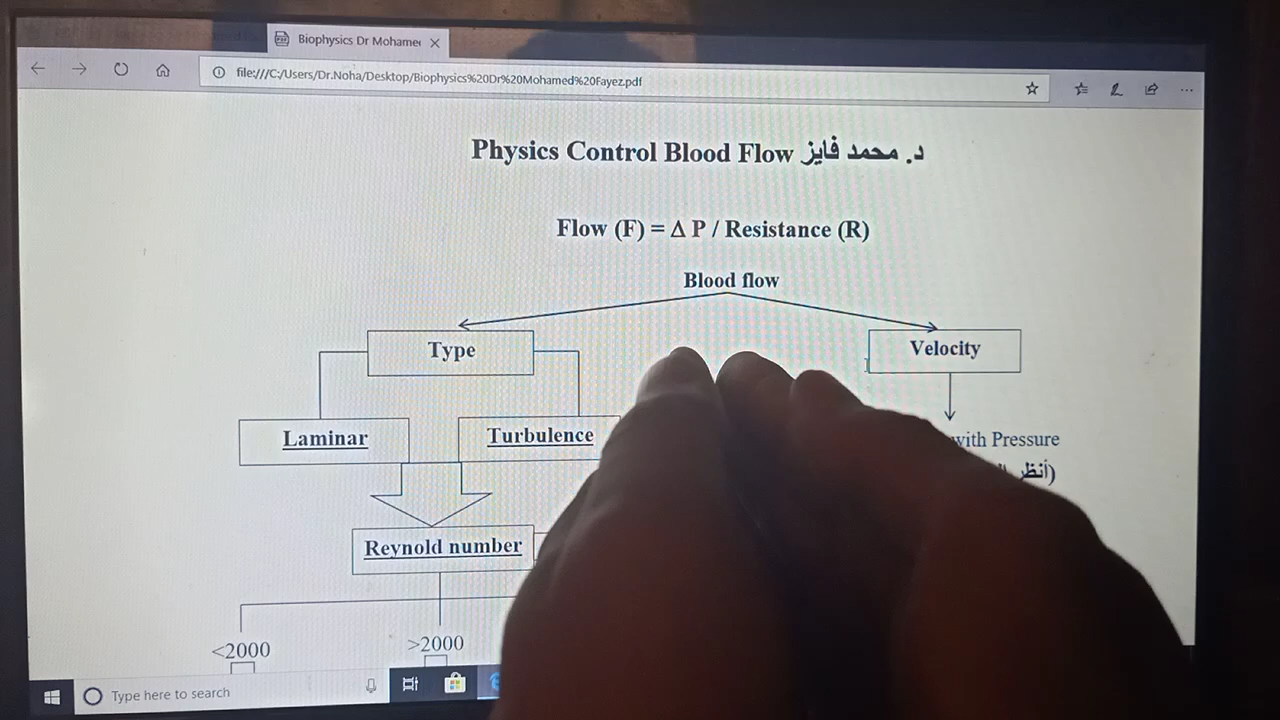 Biophysics Dr Mohame
file:///C:/Users/Dr.Noha/Desktop/Biophysics%20Dr%20Mohamed%20Fayez.pdf
Physics Control Blood Flow د. محمد فايز
Flow (F) = Δ P / Resistance (R)
Blood flow
Type
Velocity
Laminar
Turbulence
with Pressure
(أنظر
Reynold number
<2000
>2000
Type here to search